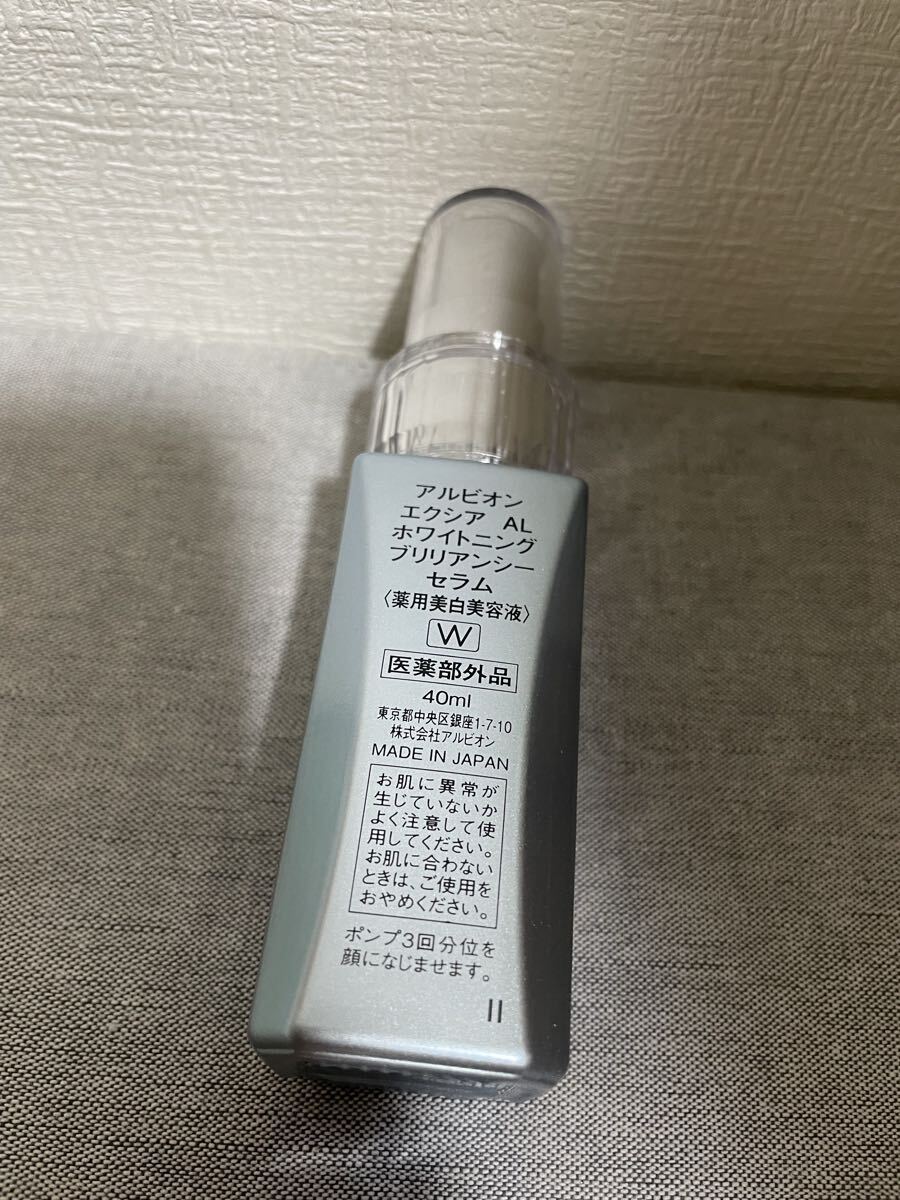 アルビオン
エクシア AL
ホワイトニング
ブリリアンシー
セラム
〈薬用美白美容液〉
W
医薬部外品
40ml
東京都中央区銀座1-7-10
株式会社アルビオン
MADE IN JAPAN
お肌に異常が
生じていないか
よく注意して使
用してください。
お肌に合わない
ときは、ご使用を
おやめください。
ポンプ3回分位を
顔になじませます。
II